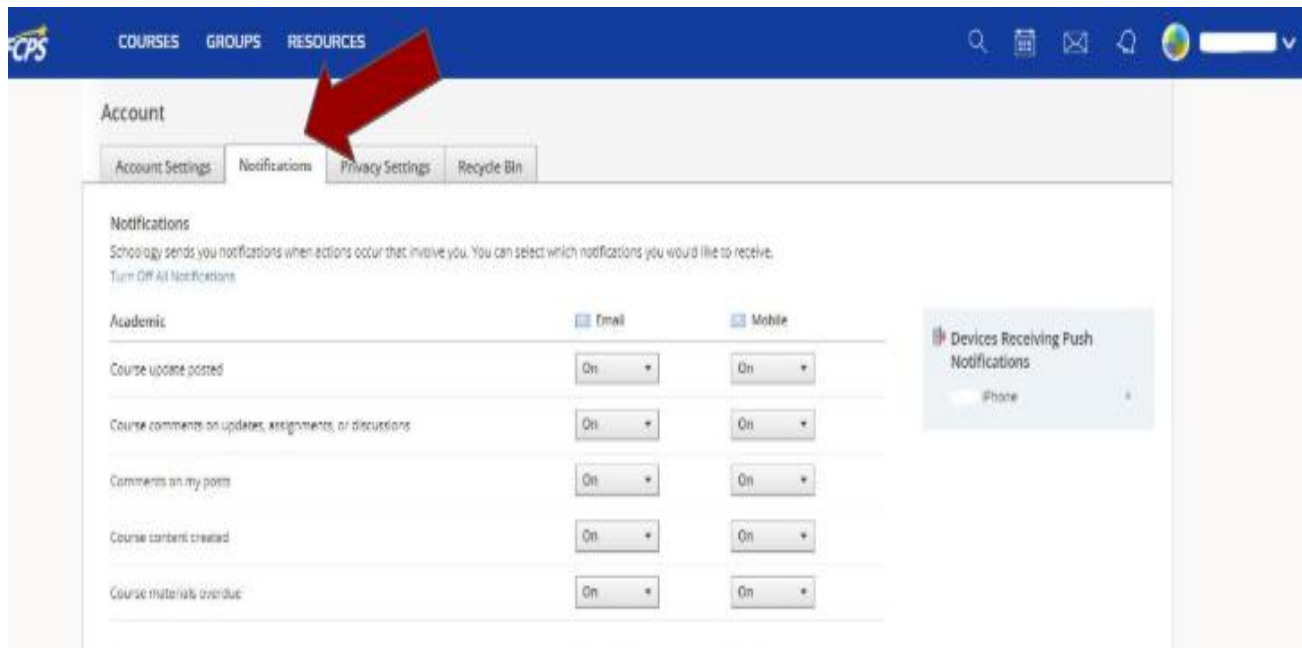 FCPS COURSES GROUPS RESOURCES
Account
Account Settings Notifications Privacy Settings Recycle Bin
Notifications
Schoology sends you notifications when actions occur that involve you. You can select which notifications you would like to receive.
Turn Off All Notifications
Academic Email Mobile
Course update posted On On
Course comments on updates, assignments, or discussions On On
Comments on my posts On On
Course content created On On
Course materials overdue On On
Devices Receiving Push
Notifications
iPhone